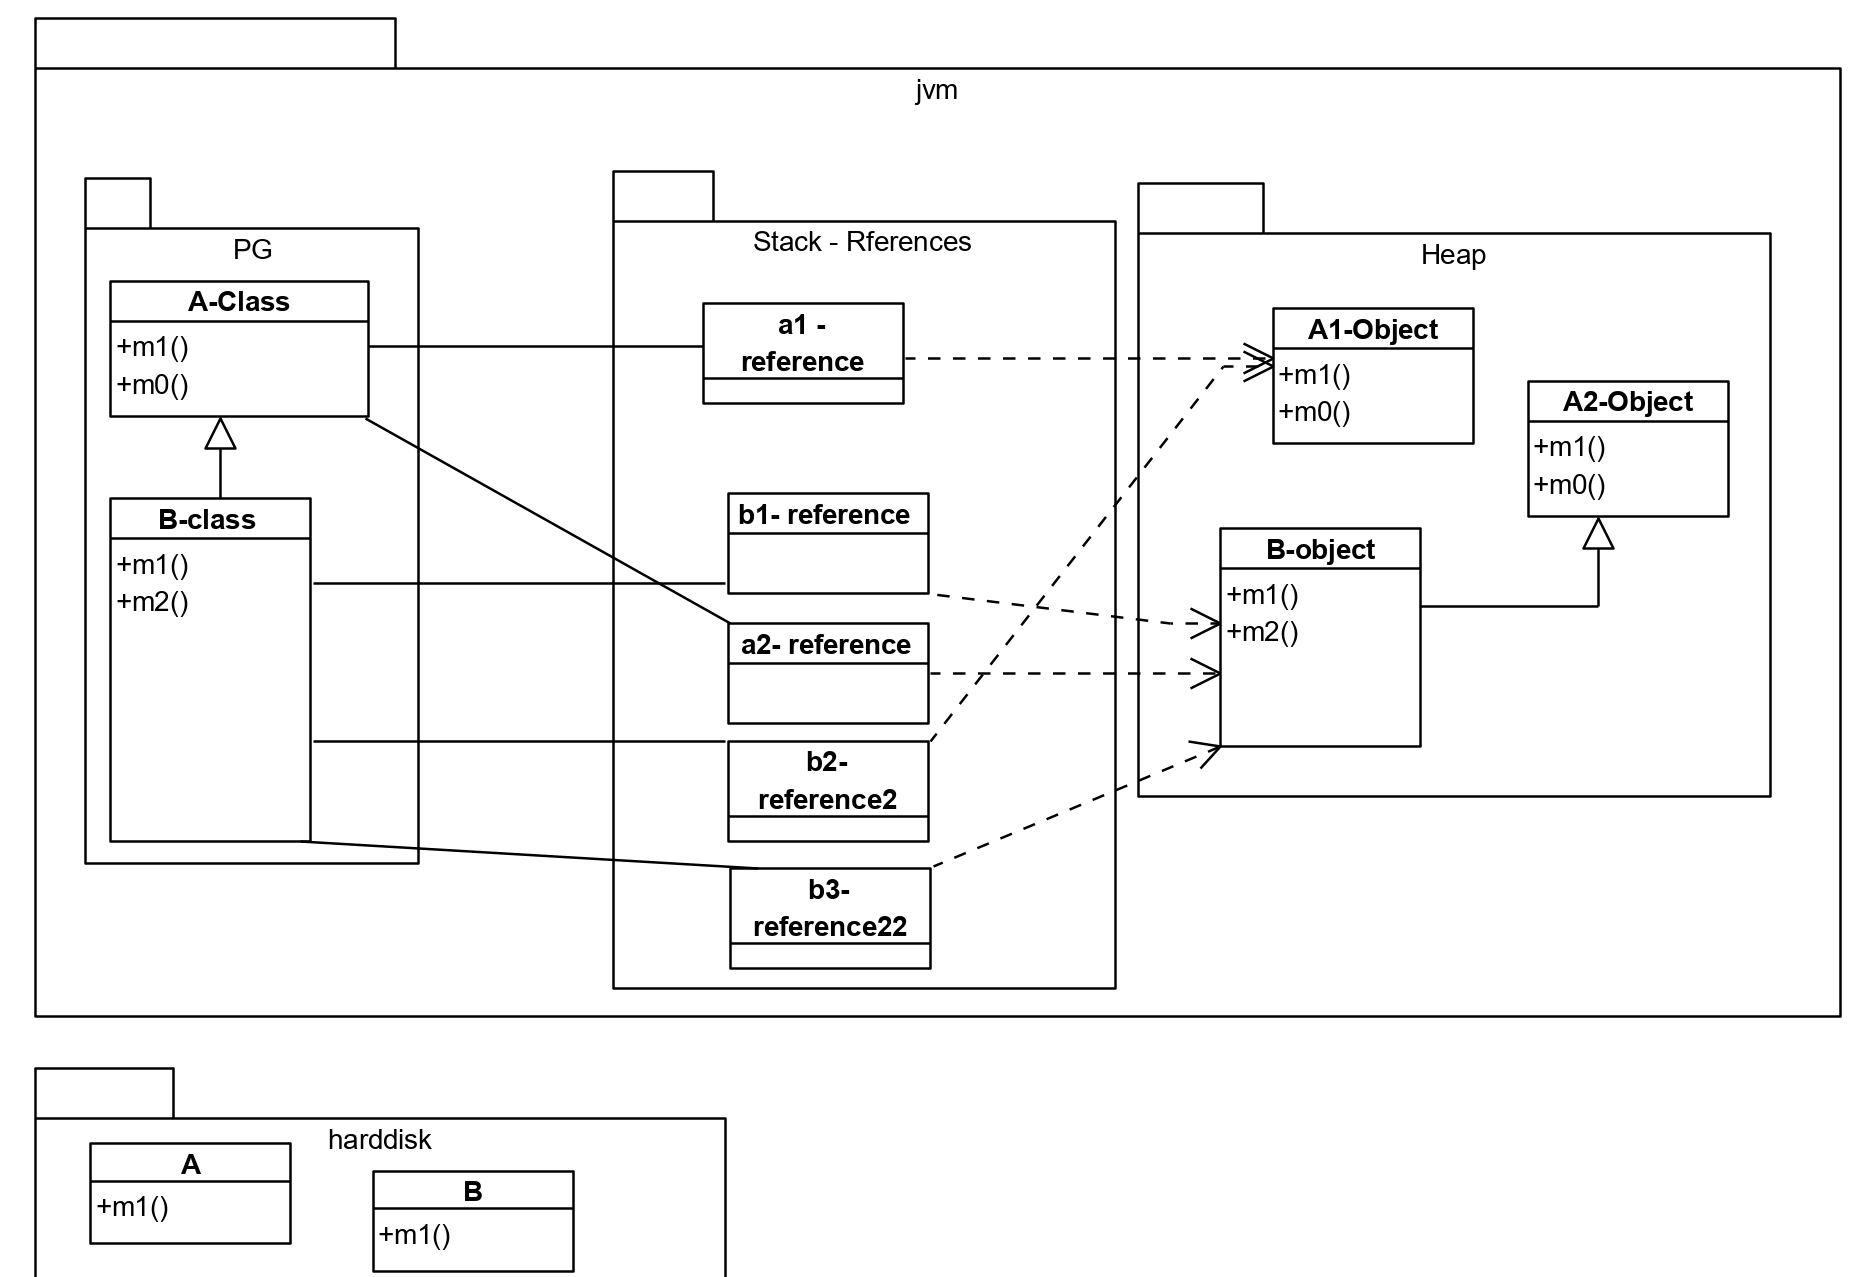 jvm
PG
A-Class
+m1()
+m0()
B-class
+m1()
+m2()
Stack - Rferences
a1 -
reference
b1- reference
a2- reference
b2-
reference2
b3-
reference22
Heap
A1-Object
+m1()
+m0()
A2-Object
+m1()
+m0()
B-object
+m1()
+m2()
harddisk
A
+m1()
B
+m1()